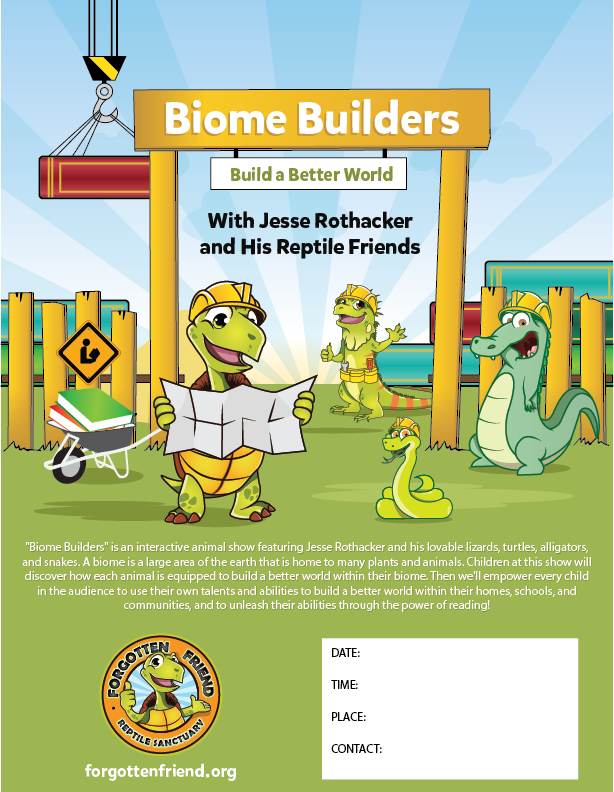 Biome Builders
Build a Better World
With Jesse Rothacker
and His Reptile Friends
"Biome Builders" is an interactive animal show featuring Jesse Rothacker and his lovable lizards, turtles, alligators,
and snakes. A biome is a large area of the earth that is home to many plants and animals. Children at this show will
discover how each animal is equipped to build a better world within their biome. Then we'll empower every child
in the audience to use their own talents and abilities to build a better world within their homes, schools, and
communities, and to unleash their abilities through the power of reading!
FORGOTTEN FRIEND
REPTILE SANCTUARY
forgottenfriend.org
DATE:
TIME:
PLACE:
CONTACT: